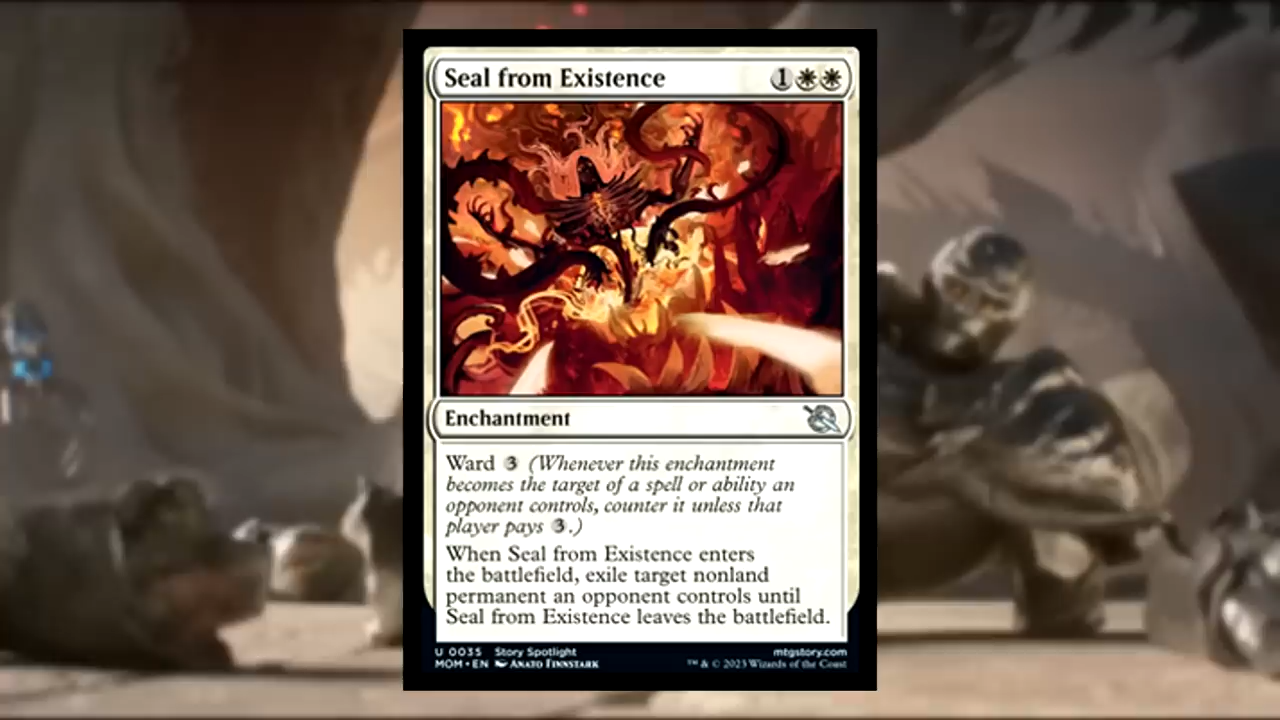 Seal from Existence 1
Enchantment
Ward 3 (Whenever this enchantment
becomes the target of a spell or ability an
opponent controls, counter it unless that
player pays 3.)
When Seal from Existence enters
the battlefield, exile target nonland
permanent an opponent controls until
Seal from Existence leaves the battlefield.
U 0035 Story Spotlight mtgstory.com
MOM • EN Anato Finnstark ™ & © 2023 Wizards of the Coast